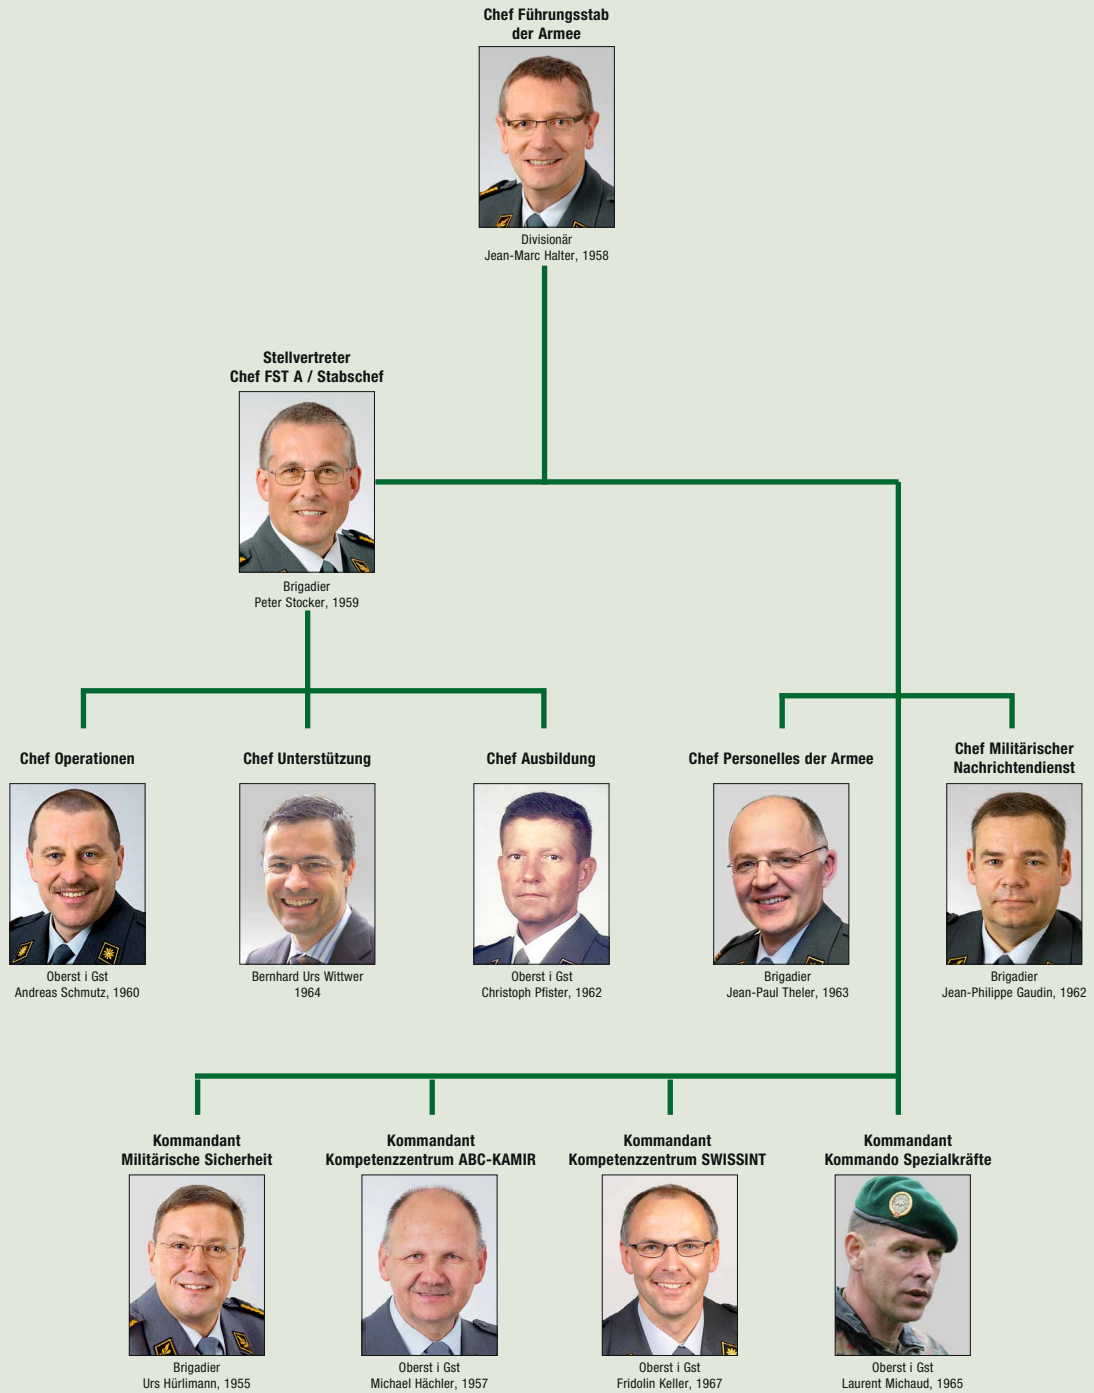 Chef Führungsstab
der Armee
Divisionär
Jean-Marc Halter, 1958
Stellvertreter
Chef FST A / Stabschef
Brigadier
Peter Stocker, 1959
Chef Operationen
Oberst i Gst
Andreas Schmutz, 1960
Chef Unterstützung
Bernhard Urs Wittwer
1964
Chef Ausbildung
Oberst i Gst
Christoph Pfister, 1962
Chef Personelles der Armee
Brigadier
Jean-Paul Theler, 1963
Chef Militärischer
Nachrichtendienst
Brigadier
Jean-Philippe Gaudin, 1962
Kommandant
Militärische Sicherheit
Brigadier
Urs Hürlimann, 1955
Kommandant
Kompetenzzentrum ABC-KAMIR
Oberst i Gst
Michael Hächler, 1957
Kommandant
Kompetenzzentrum SWISSINT
Oberst i Gst
Fridolin Keller, 1967
Kommandant
Kommando Spezialkräfte
Oberst i Gst
Laurent Michaud, 1965